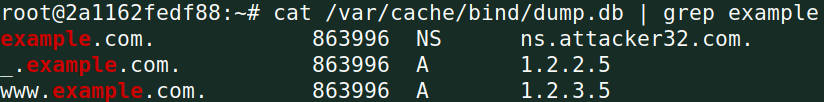 root@2a1162fedf88:~# cat /var/cache/bind/dump.db | grep example
example.com. 863996 NS ns.attacker32.com.
_.example.com. 863996 A 1.2.2.5
www.example.com. 863996 A 1.2.3.5